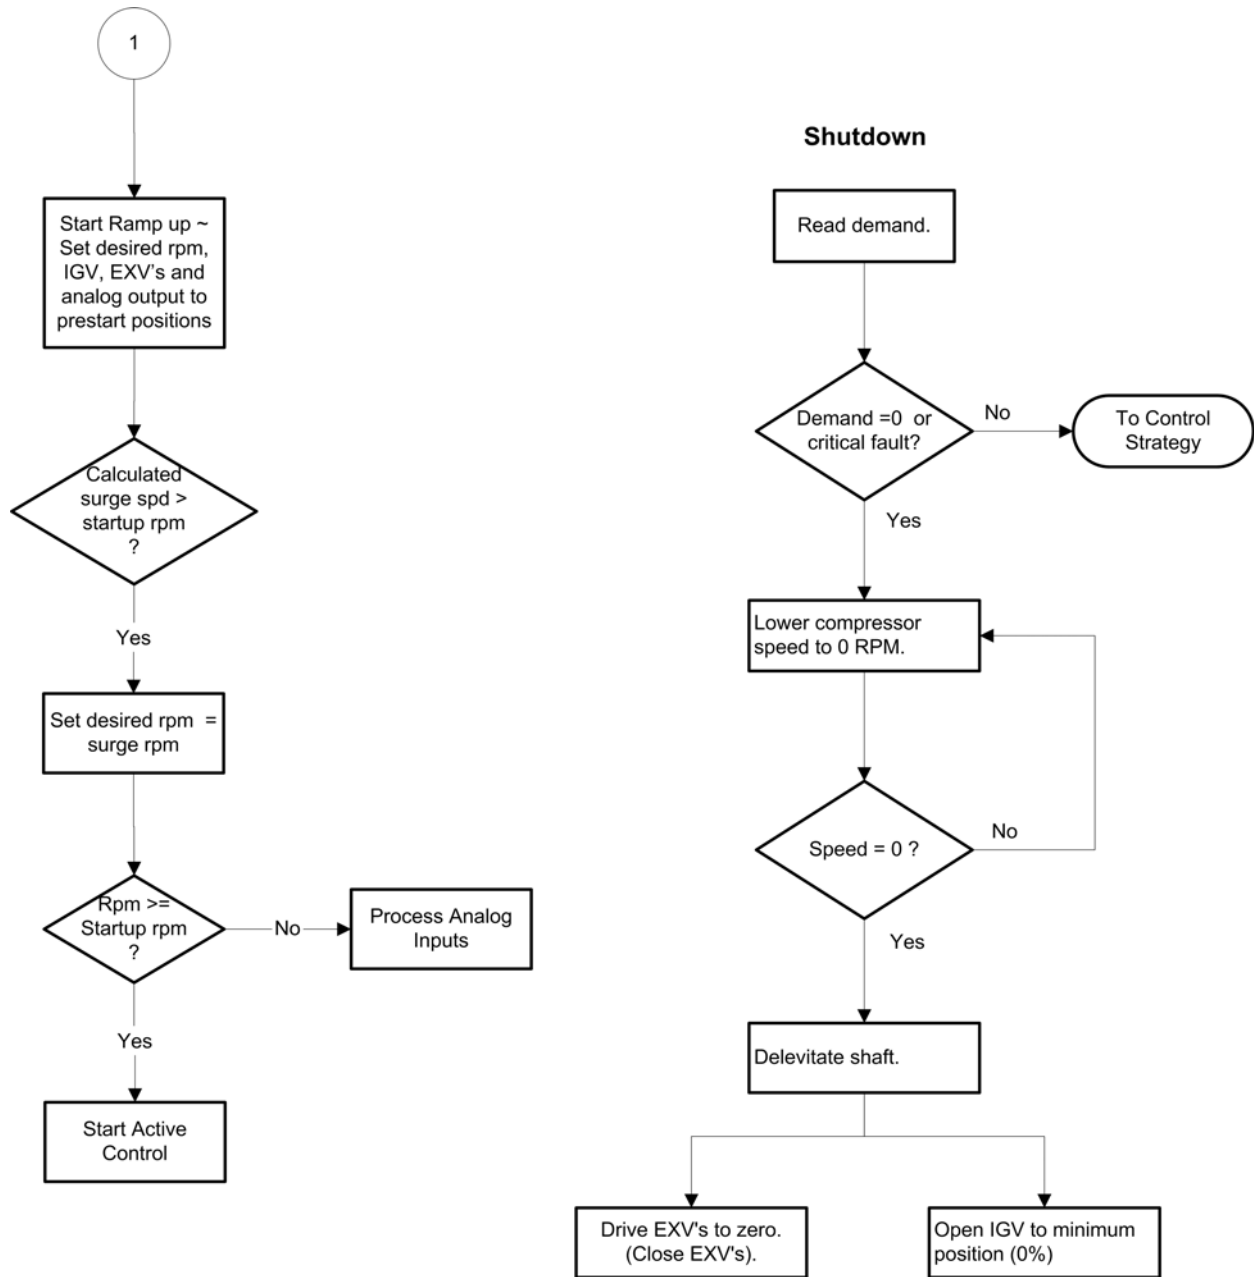 1
Start Ramp up ~
Set desired rpm,
IGV, EXV's and
analog output to
prestart positions
Calculated
surge spd >
startup rpm
?
Yes
Set desired rpm =
surge rpm
Rpm >=
Startup rpm
?
No
Process Analog
Inputs
Yes
Start Active
Control
Shutdown
Read demand.
Demand =0 or
critical fault?
No
To Control
Strategy
Yes
Lower compressor
speed to 0 RPM.
Speed = 0 ?
No
Yes
Delevitate shaft.
Drive EXV's to zero.
(Close EXV's).
Open IGV to minimum
position (0%)